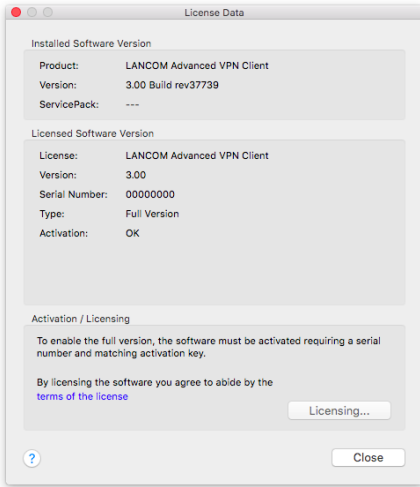 License Data
Installed Software Version
Product: LANCOM Advanced VPN Client
Version: 3.00 Build rev37739
ServicePack: ---
Licensed Software Version
License: LANCOM Advanced VPN Client
Version: 3.00
Serial Number: 00000000
Type: Full Version
Activation: OK
Activation / Licensing
To enable the full version, the software must be activated requiring a serial
number and matching activation key.
By licensing the software you agree to abide by the
terms of the license
Licensing...
? Close